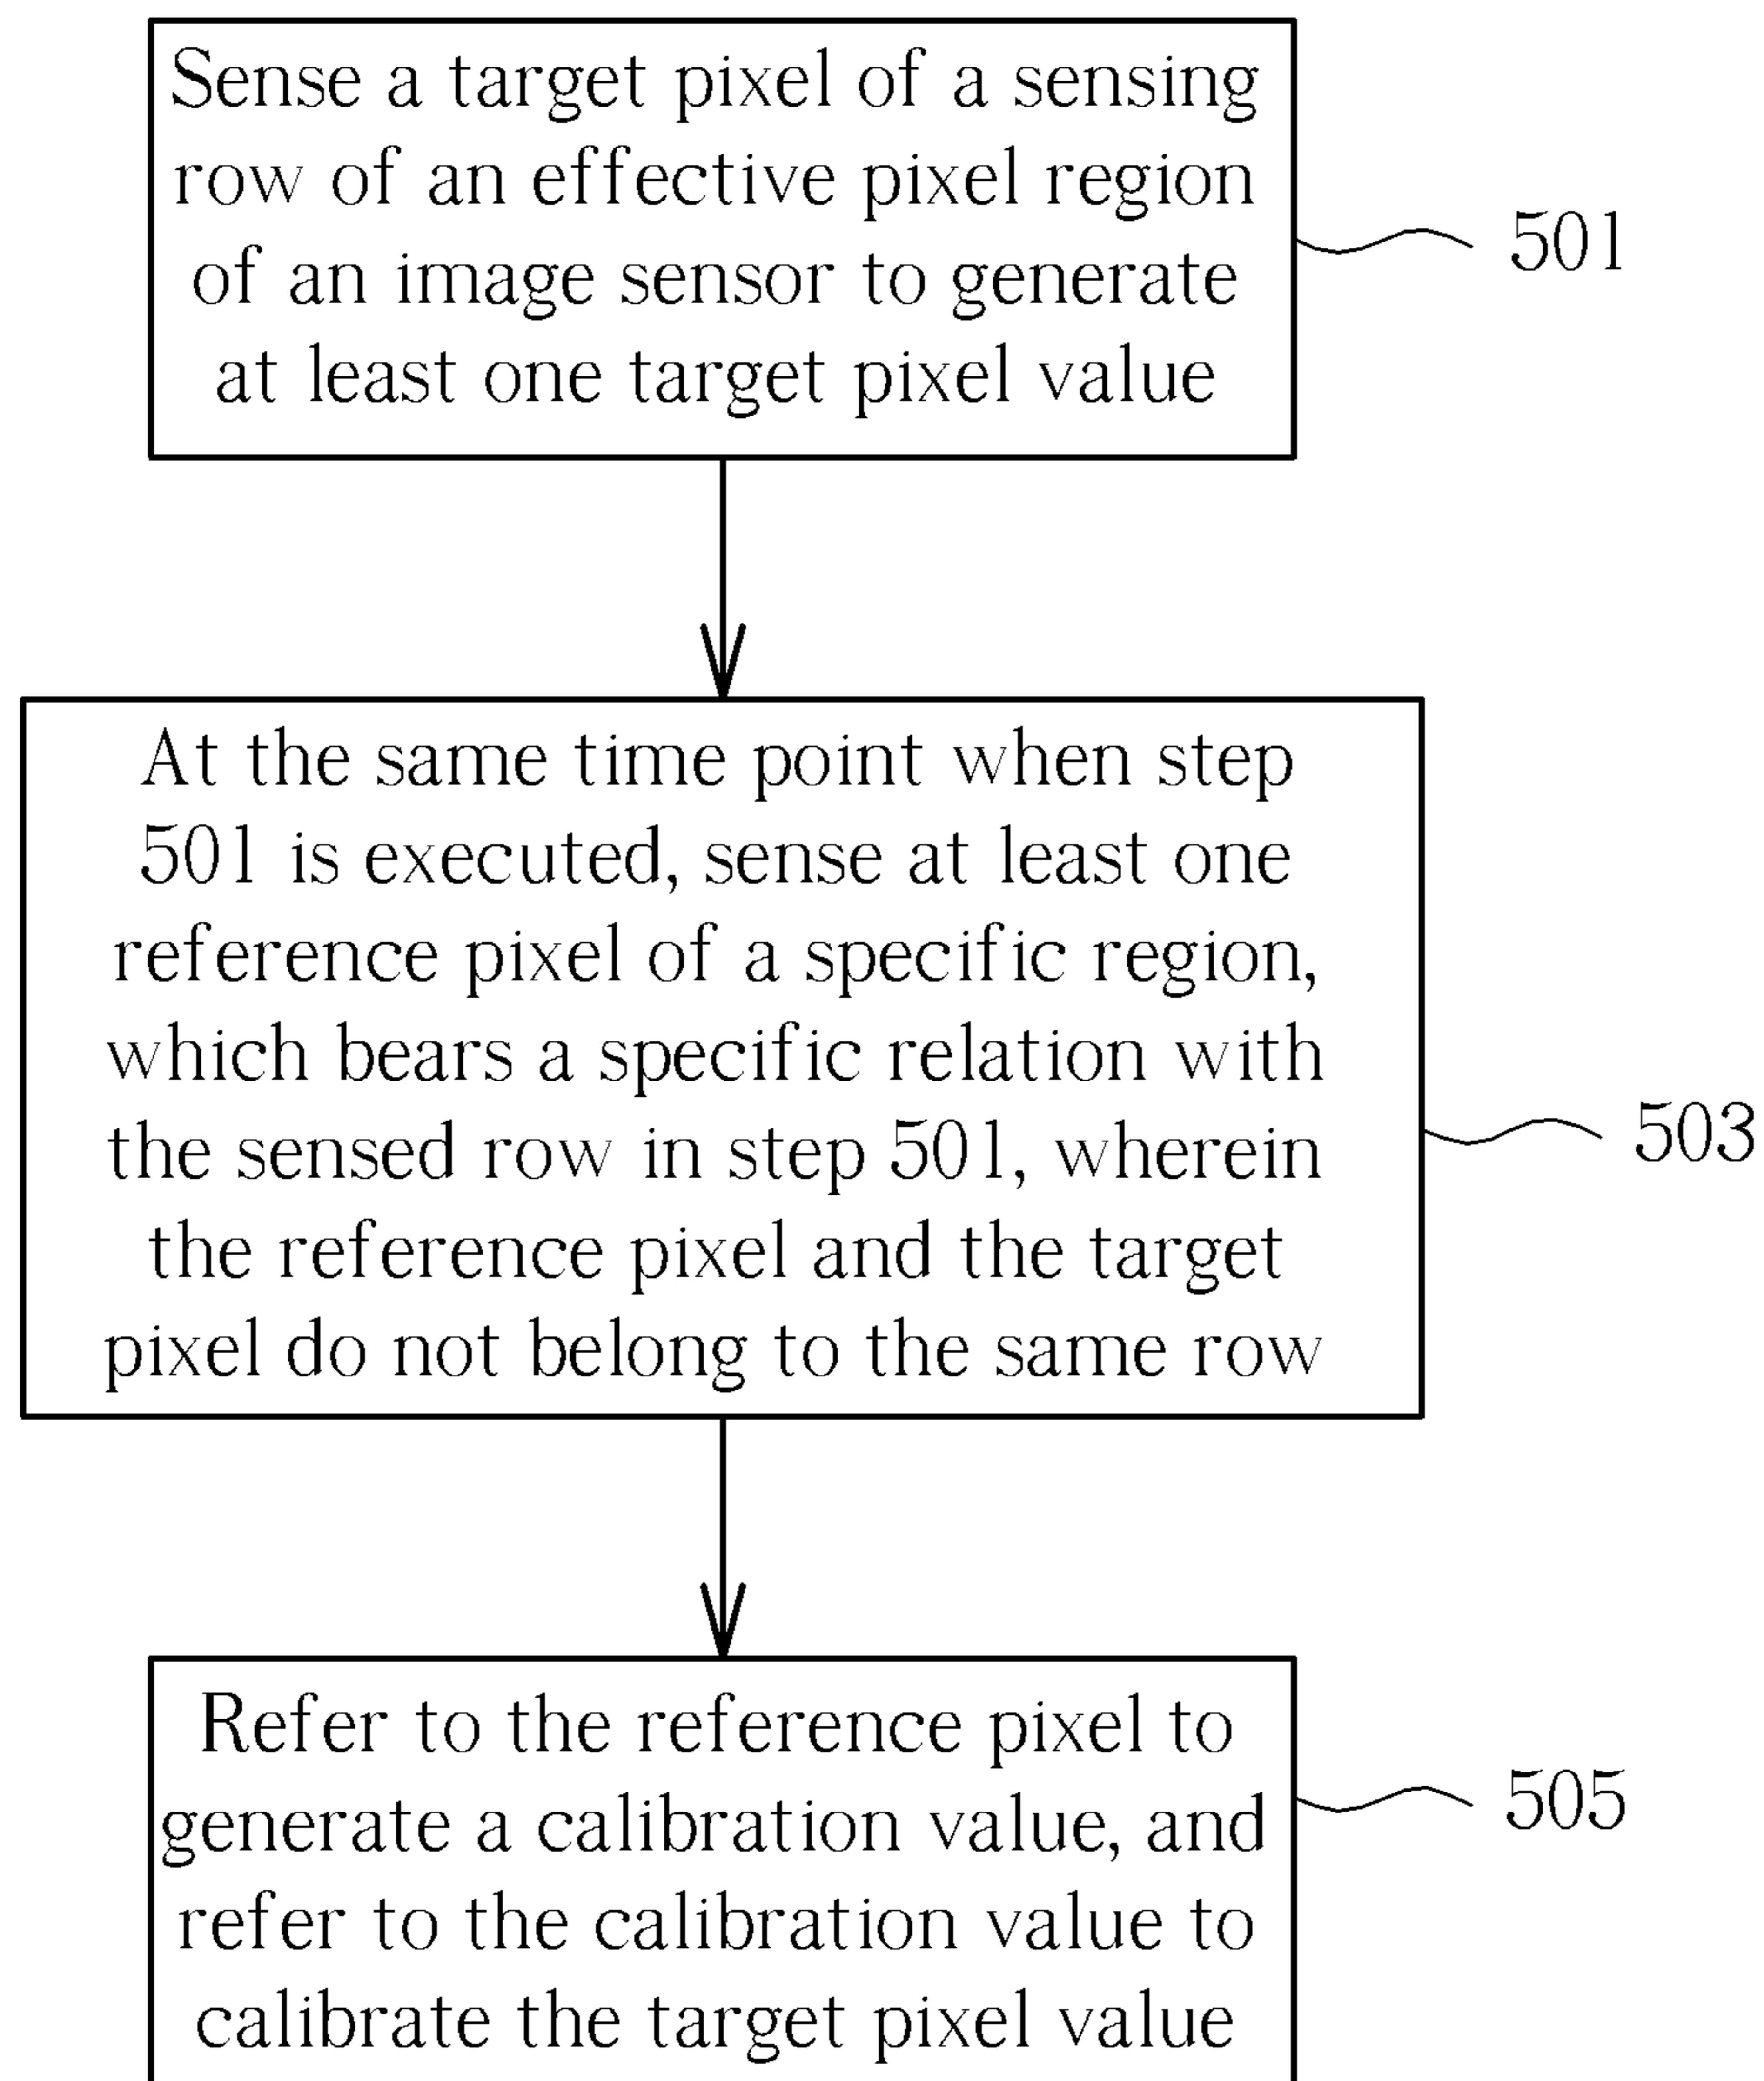 Sense a target pixel of a sensing
row of an effective pixel region
of an image sensor to generate
at least one target pixel value
501
At the same time point when step
501 is executed, sense at least one
reference pixel of a specific region,
which bears a specific relation with
the sensed row in step 501, wherein
the reference pixel and the target
pixel do not belong to the same row
503
Refer to the reference pixel to
generate a calibration value, and
refer to the calibration value to
calibrate the target pixel value
505